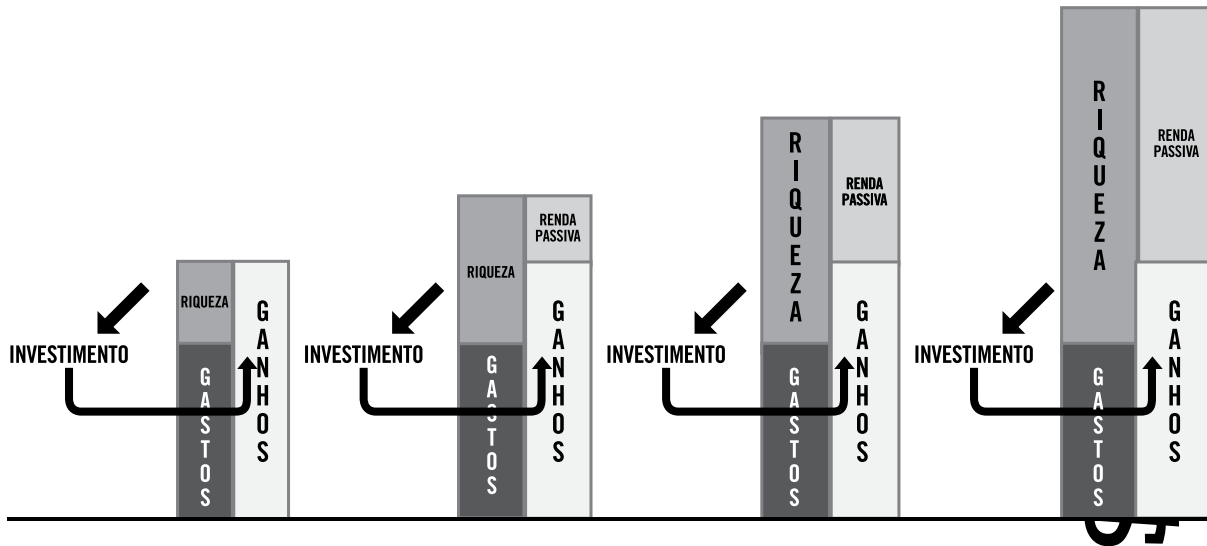 RIQUEZA
GANHOS
INVESTIMENTO
GASTOS
RENDA
PASSIVA
RIQUEZA
GANHOS
INVESTIMENTO
GASTOS
RIQUEZA
RENDA
PASSIVA
GANHOS
INVESTIMENTO
GASTOS
RIQUEZA
RENDA
PASSIVA
GANHOS
INVESTIMENTO
GASTOS